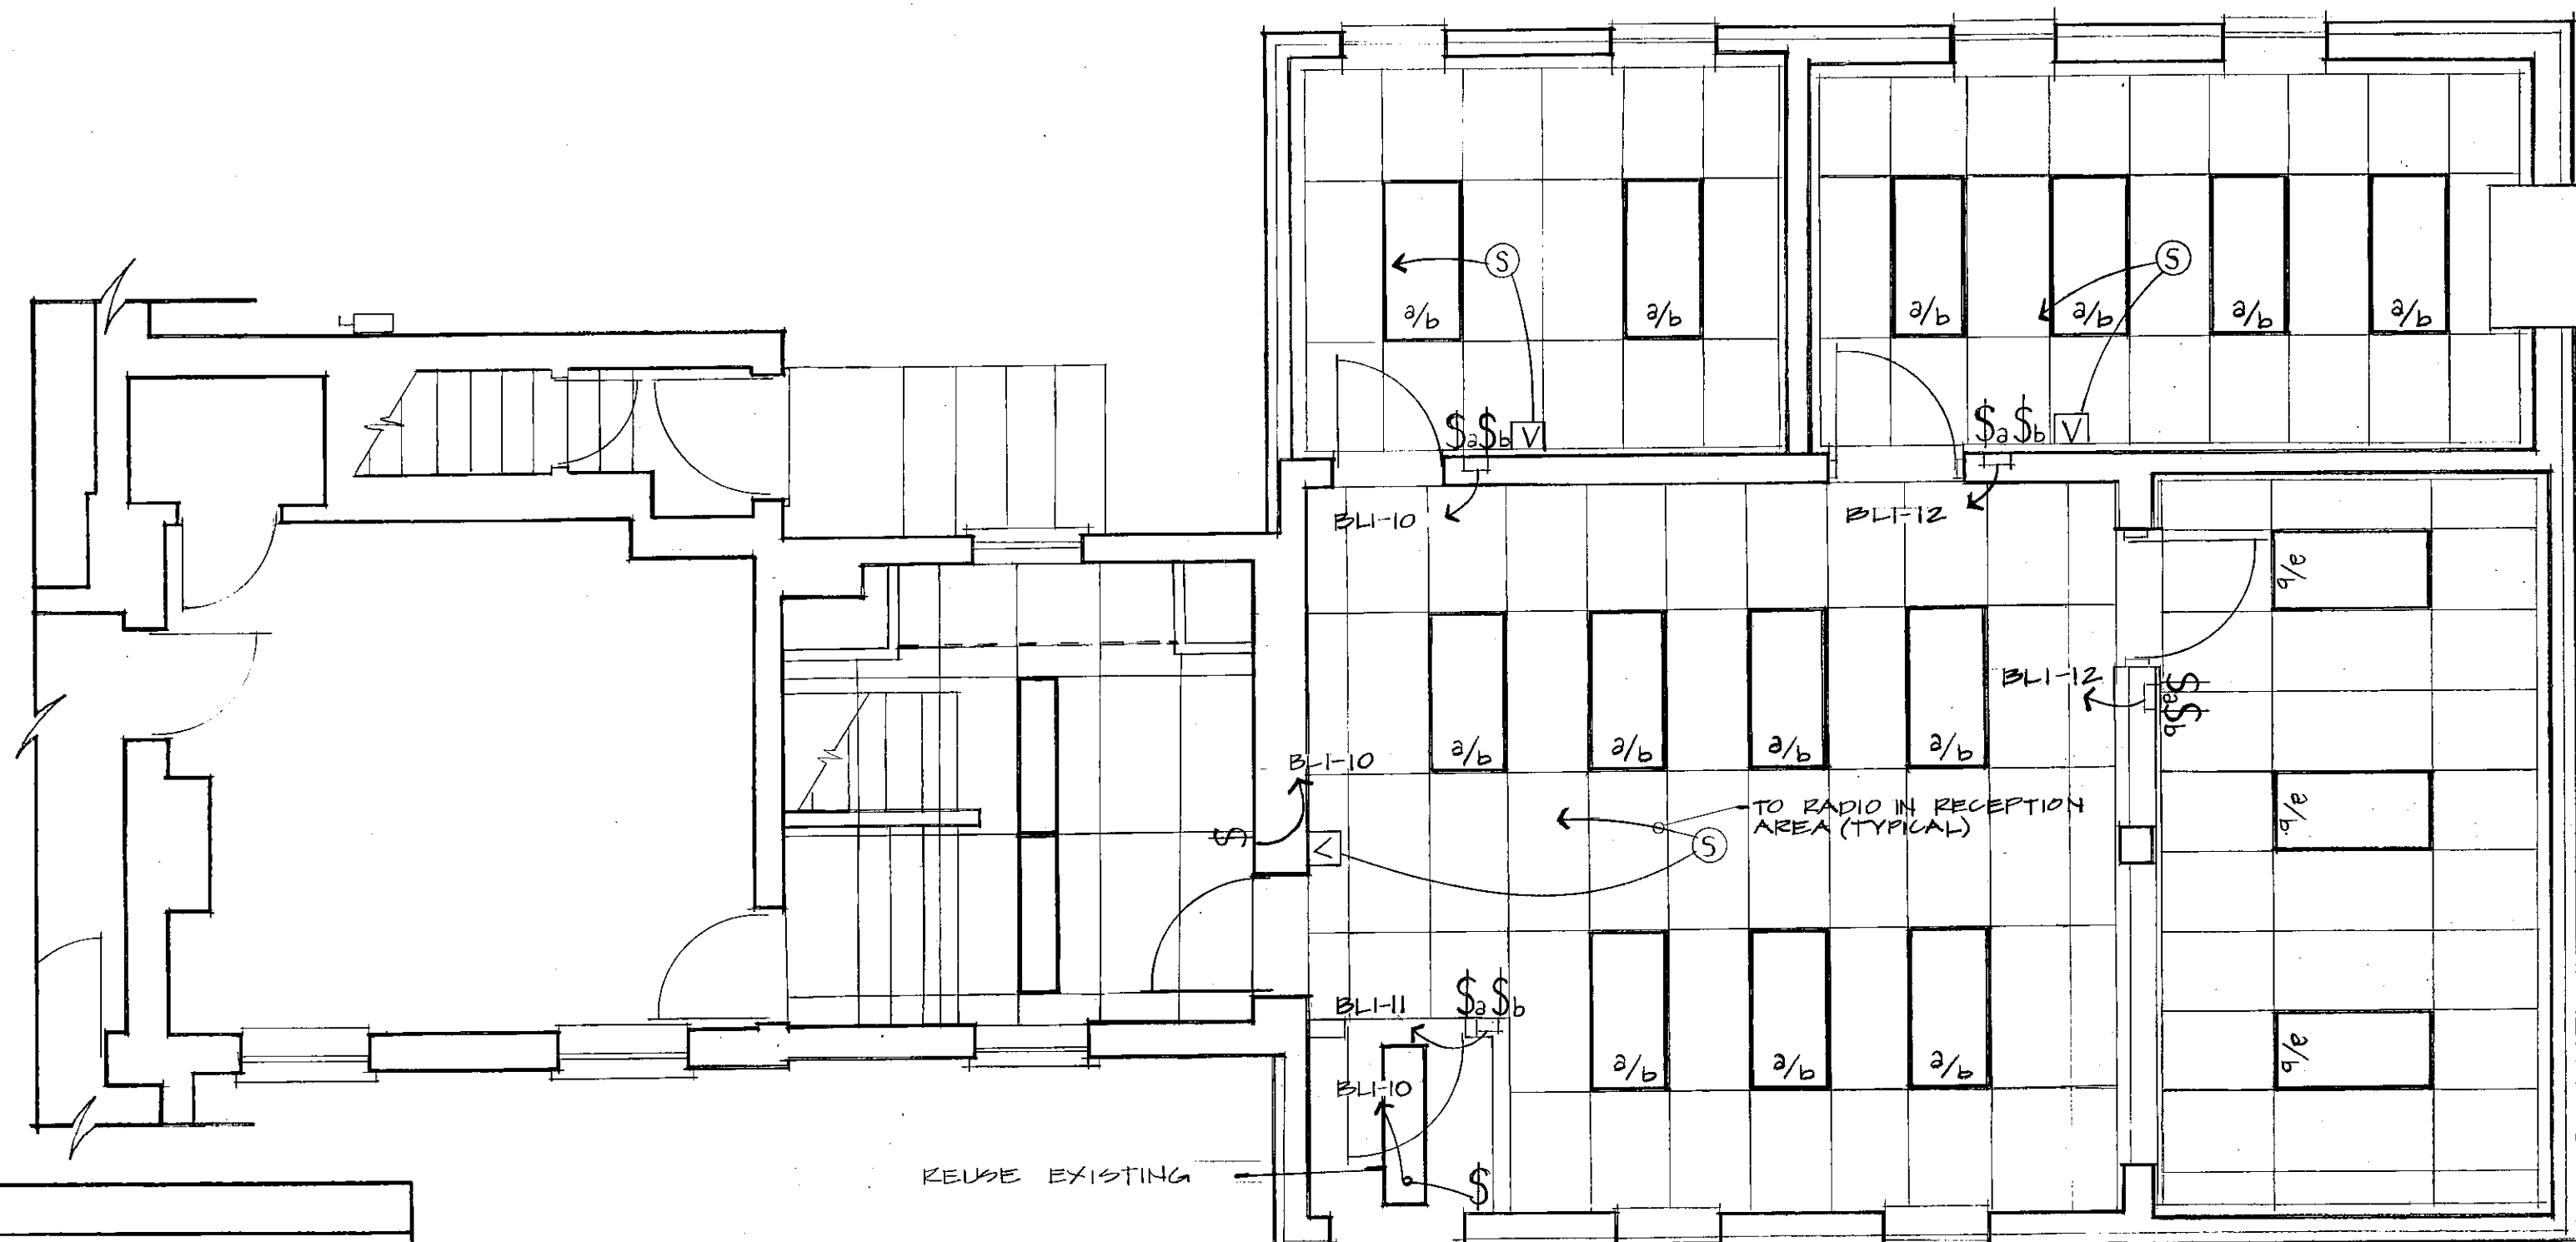 S
S
a/b
a/b
a/b
a/b
a/b
a/b
$a $b V
$a $b V
BL1-10
BL1-12
a/b
BL1-12
$a $b
a/b
a/b
a/b
a/b
BL1-10
$
V
TO RADIO IN RECEPTION
AREA (TYPICAL)
S
a/b
BL1-11
$a $b
a/b
a/b
a/b
a/b
BL1-10
REUSE EXISTING
$